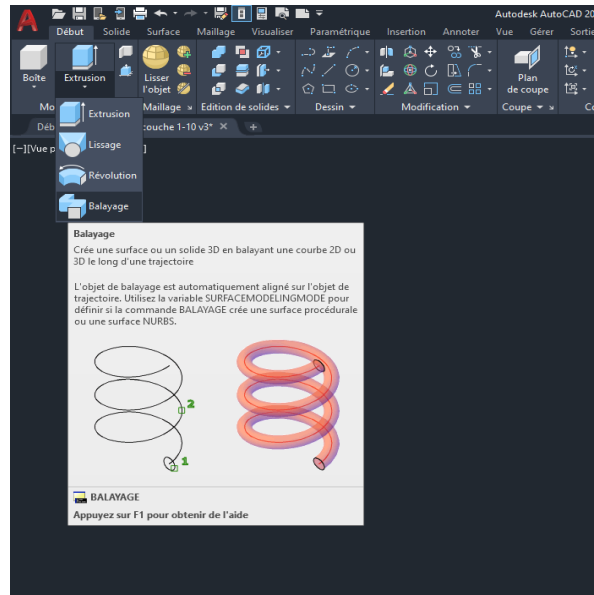 Autodesk AutoCAD 20
Début Solide Surface Maillage Visualiser Paramétrique Insertion Annoter Vue Gérer Sortie
Boîte Extrusion Lisser l'objet Plan de coupe
Mo Maillage Edition de solides Dessin Modification Coupe Co
Déb couche 1-10 v3*
[−][Vue p ]
Extrusion
Lissage
Révolution
Balayage
Balayage
Crée une surface ou un solide 3D en balayant une courbe 2D ou
3D le long d'une trajectoire
L'objet de balayage est automatiquement aligné sur l'objet de
trajectoire. Utilisez la variable SURFACEMODELINGMODE pour
définir si la commande BALAYAGE crée une surface procédurale
ou une surface NURBS.
2
1
BALAYAGE
Appuyez sur F1 pour obtenir de l'aide